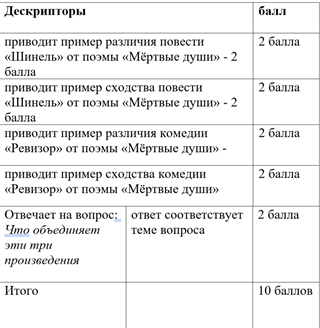 Дескрипторы балл
приводит пример различия повести 2 балла
«Шинель» от поэмы «Мёртвые души» - 2
балла
приводит пример сходства повести 2 балла
«Шинель» от поэмы «Мёртвые души» - 2
балла
приводит пример различия комедии 2 балла
«Ревизор» от поэмы «Мёртвые души» -
приводит пример сходства комедии 2 балла
«Ревизор» от поэмы «Мёртвые души»
Отвечает на вопрос: ответ соответствует 2 балла
Что объединяет теме вопроса
эти три
произведения
Итого 10 баллов